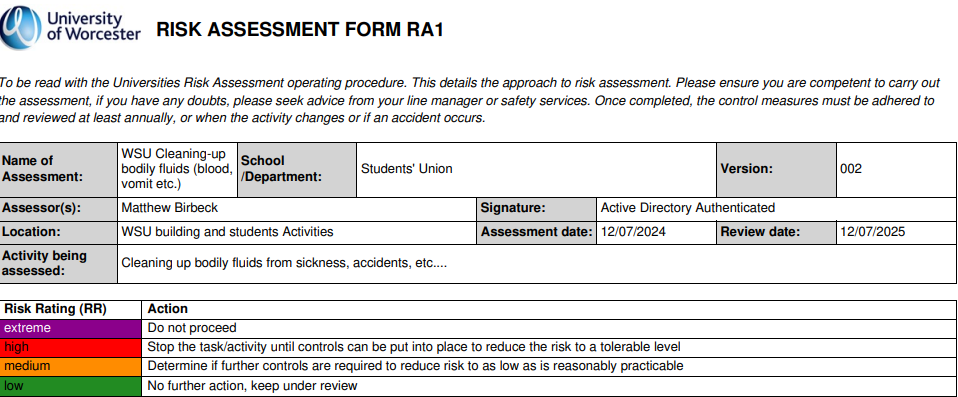 University
of Worcester
RISK ASSESSMENT FORM RA1
To be read with the Universities Risk Assessment operating procedure. This details the approach to risk assessment. Please ensure you are competent to carry out
the assessment, if you have any doubts, please seek advice from your line manager or safety services. Once completed, the control measures must be adhered to
and reviewed at least annually, or when the activity changes or if an accident occurs.
Name of
Assessment:
WSU Cleaning-up
bodily fluids (blood,
vomit etc.)
School
/Department:
Students' Union
Version:
002
Assessor(s):
Matthew Birbeck
Signature:
Active Directory Authenticated
Location:
WSU building and students Activities
Assessment date:
12/07/2024
Review date:
12/07/2025
Activity being
assessed:
Cleaning up bodily fluids from sickness, accidents, etc....
Risk Rating (RR)
Action
extreme
Do not proceed
high
Stop the task/activity until controls can be put into place to reduce the risk to a tolerable level
medium
Determine if further controls are required to reduce risk to as low as is reasonably practicable
low
No further action, keep under review